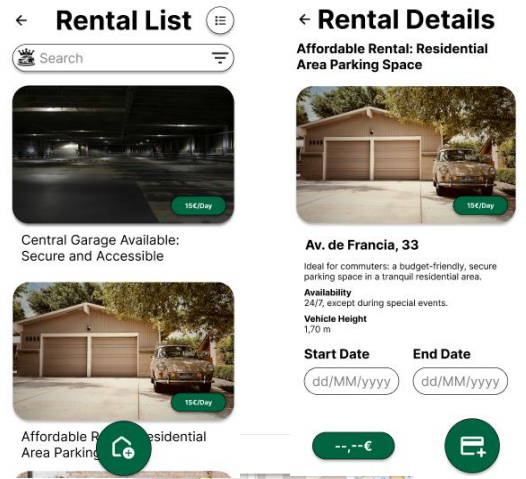 Rental List
Search
15€/Day
Central Garage Available:
Secure and Accessible
15€/Day
Affordable R esidential
Area Parking
Rental Details
Affordable Rental: Residential
Area Parking Space
15€/Day
Av. de Francia, 33
Ideal for commuters: a budget-friendly, secure
parking space in a tranquil residential area.
Availability
24/7, except during special events.
Vehicle Height
1,70 m
Start Date End Date
dd/MM/yyyy dd/MM/yyyy
--,--€